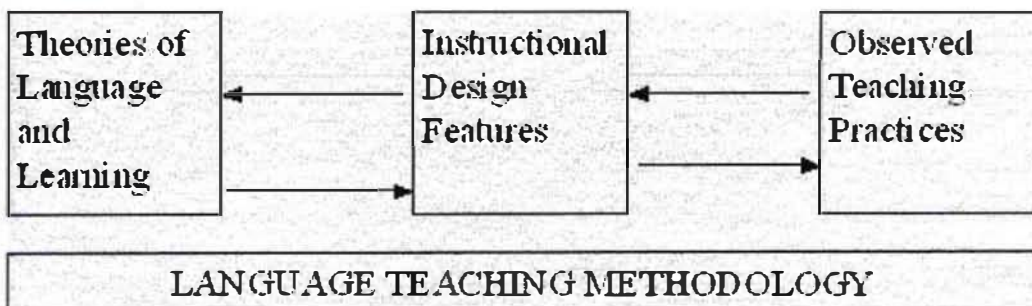 Theories of
Language
and
Learning
Instructional
Design
Features
Observed
Teaching
Practices
LANGUAGE TEACHING METHODOLOGY